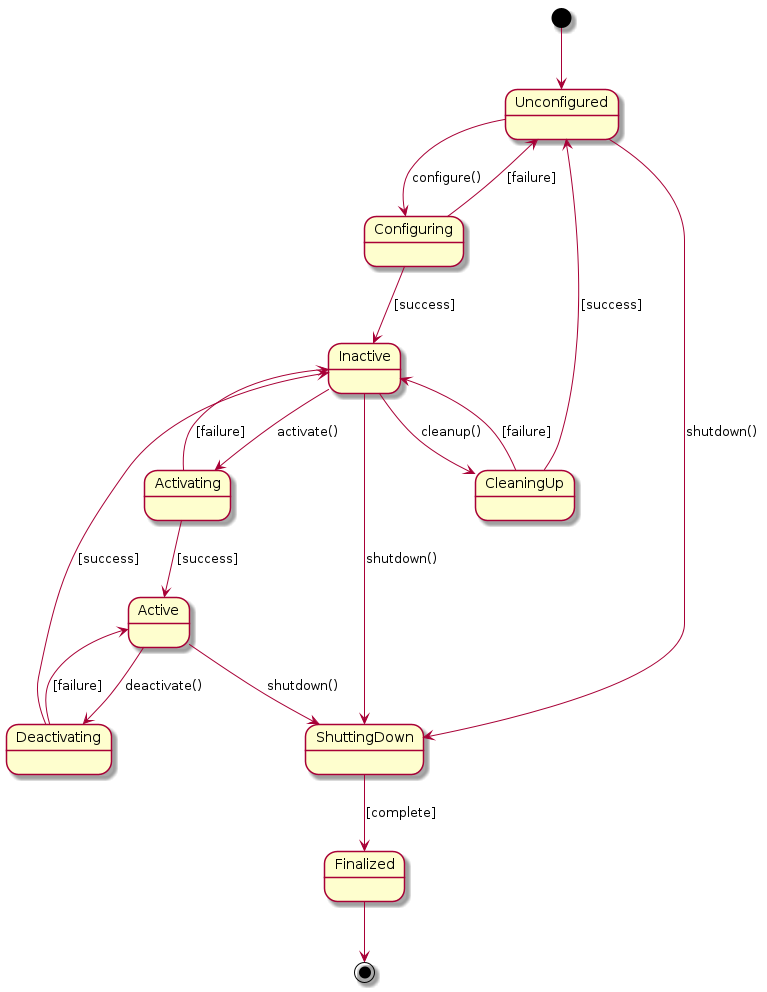 Unconfigured
configure()
[failure]
Configuring
[success]
[success]
Inactive
[failure]
activate()
cleanup()
[failure]
shutdown()
Activating
CleaningUp
[success]
[success]
shutdown()
Active
[failure]
deactivate()
shutdown()
Deactivating
ShuttingDown
[complete]
Finalized